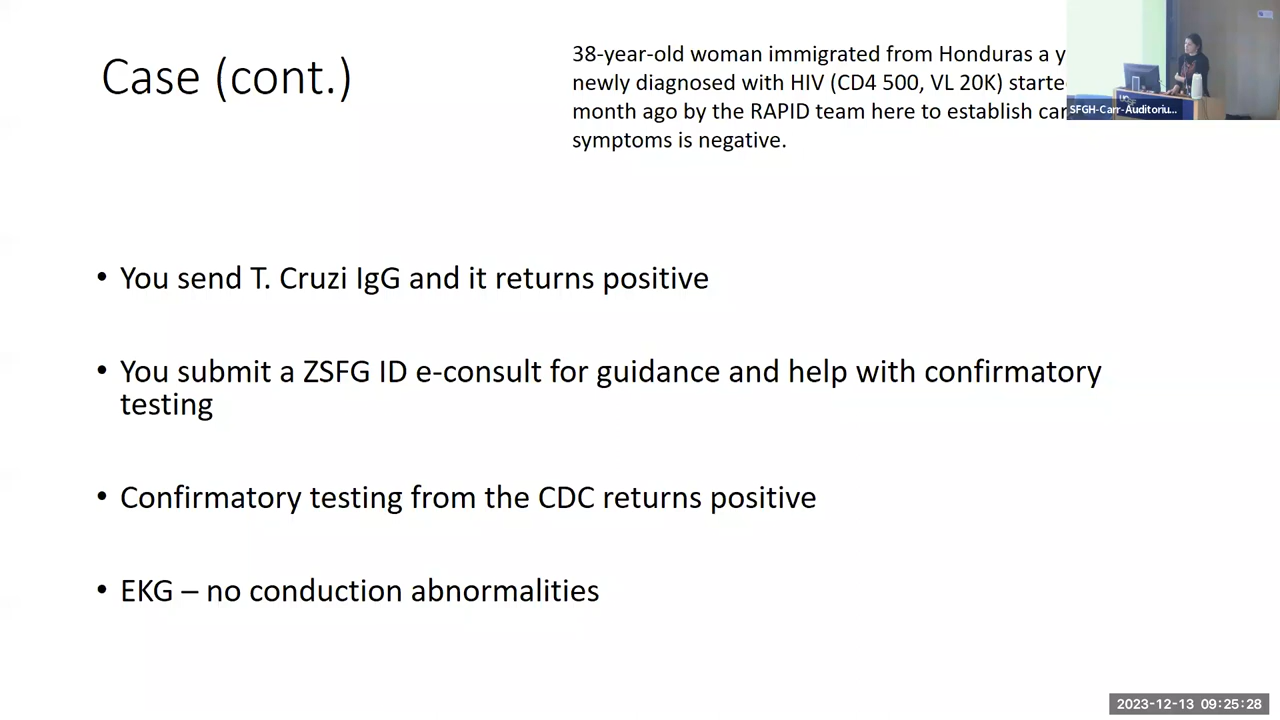 Case (cont.)
38-year-old woman immigrated from Honduras a
newly diagnosed with HIV (CD4 500, VL 20K)
month ago by the RAPID team here to establish
symptoms is negative.
SFGH-Carr-Auditoriu...
• You send T. Cruzi IgG and it returns positive
• You submit a ZSFG ID e-consult for guidance and help with confirmatory
testing
• Confirmatory testing from the CDC returns positive
• EKG – no conduction abnormalities
2023-12-13 09:25:28